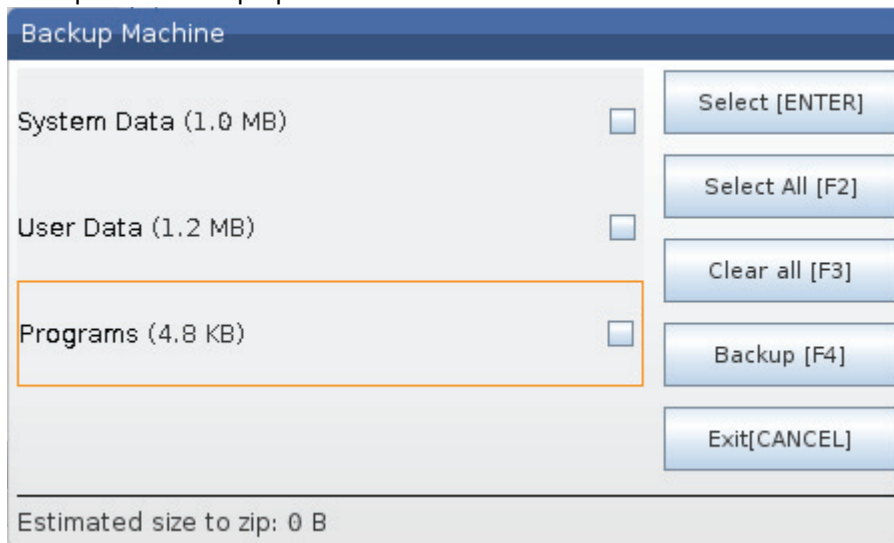 Backup Machine
System Data (1.0 MB)
User Data (1.2 MB)
Programs (4.8 KB)
Select [ENTER]
Select All [F2]
Clear all [F3]
Backup [F4]
Exit[CANCEL]
Estimated size to zip: 0 B